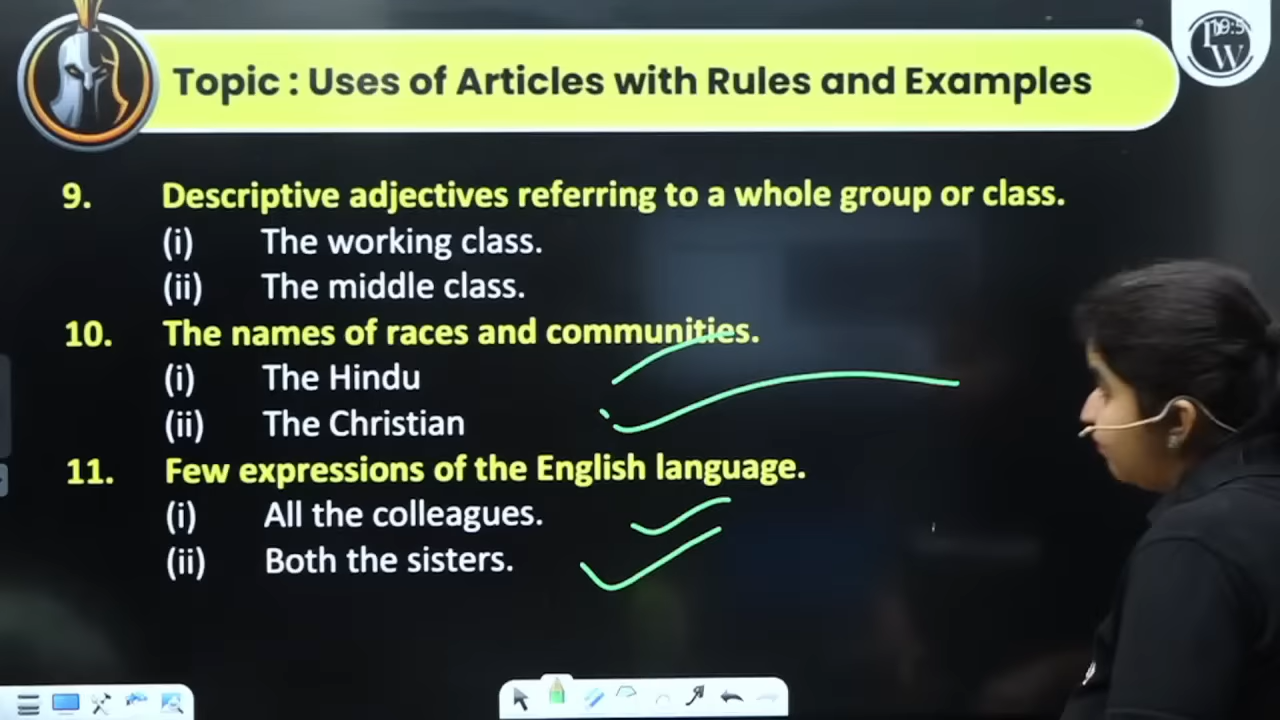 Topic : Uses of Articles with Rules and Examples
9. Descriptive adjectives referring to a whole group or class.
(i) The working class.
(ii) The middle class.
10. The names of races and communities.
(i) The Hindu
(ii) The Christian
11. Few expressions of the English language.
(i) All the colleagues.
(ii) Both the sisters.